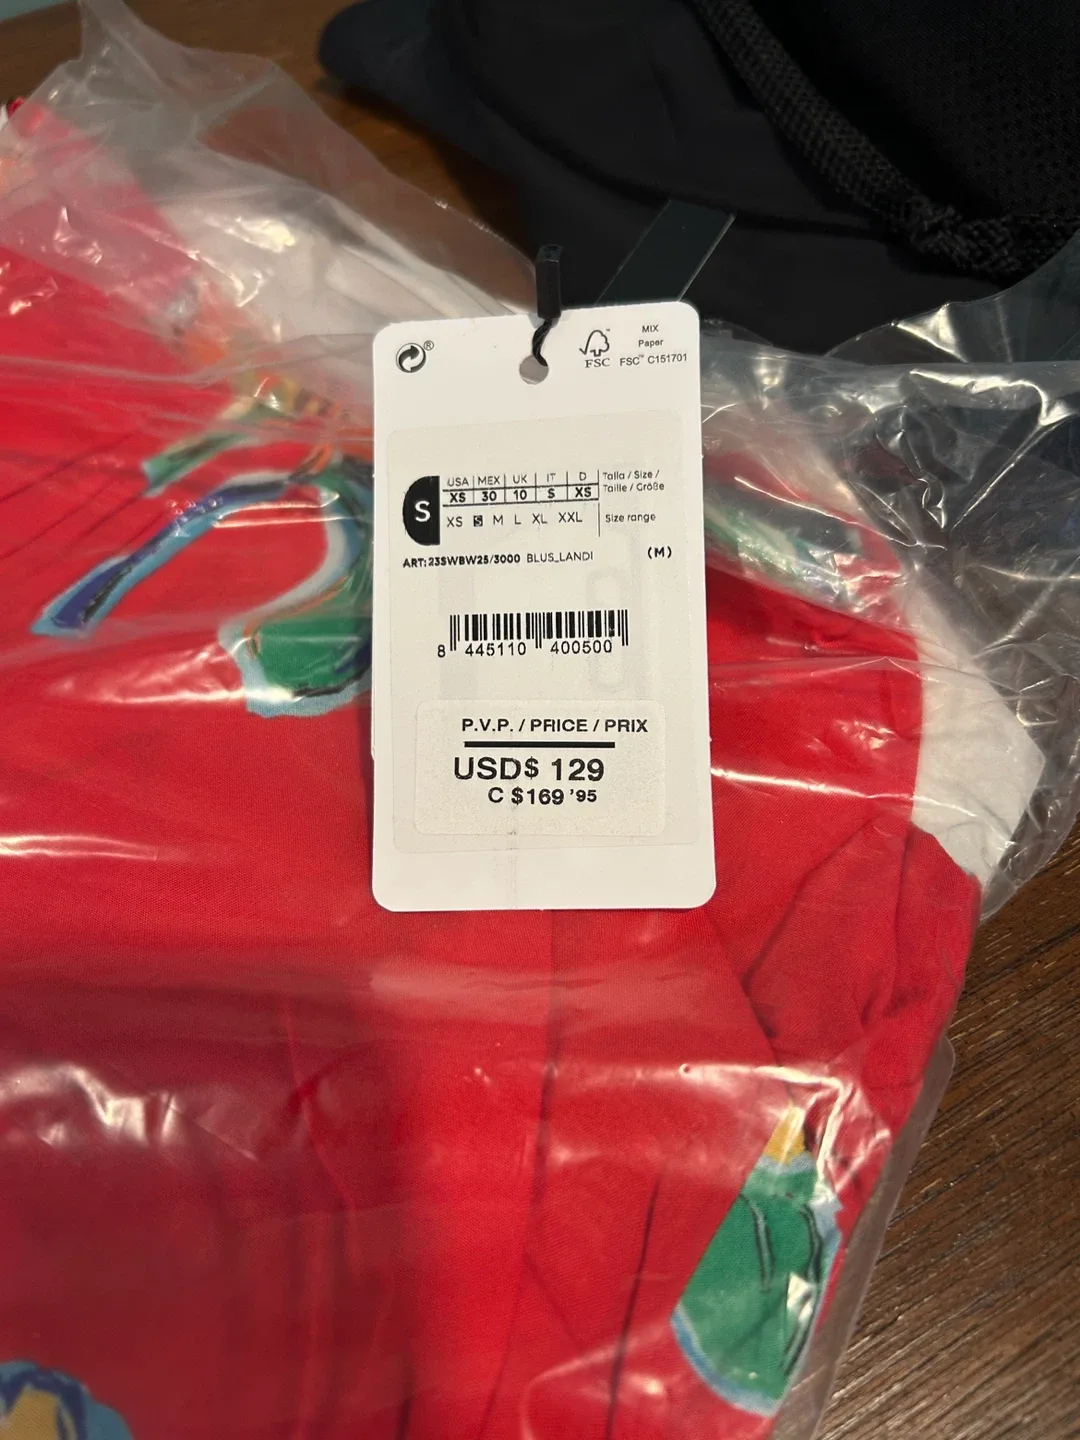 ®
MIX
Paper
FSC
FSC™ C151701
USA MEX UK IT D Talla / Size /
XS 30 10 S XS Taille / Größe
S
XS S M L XL XXL Size range
ART:23SWBW25/3000 BLUS_LANDI (M)
8 445110 400500
P.V.P. / PRICE / PRIX
USD$ 129
C $169 '95